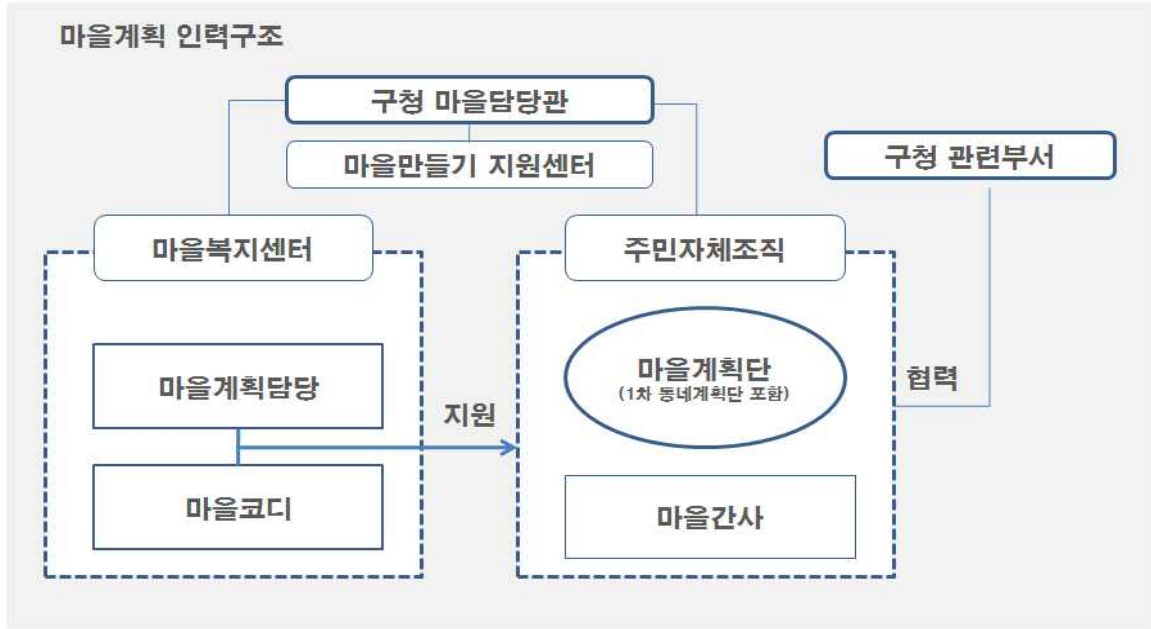 마을계획 인력구조
구청 마을담당관
마을만들기 지원센터
구청 관련부서
마을복지센터
주민자체조직
마을계획단
(1차 동네계획단 포함)
마을계획담당
협력
지원
마을코디
마을간사